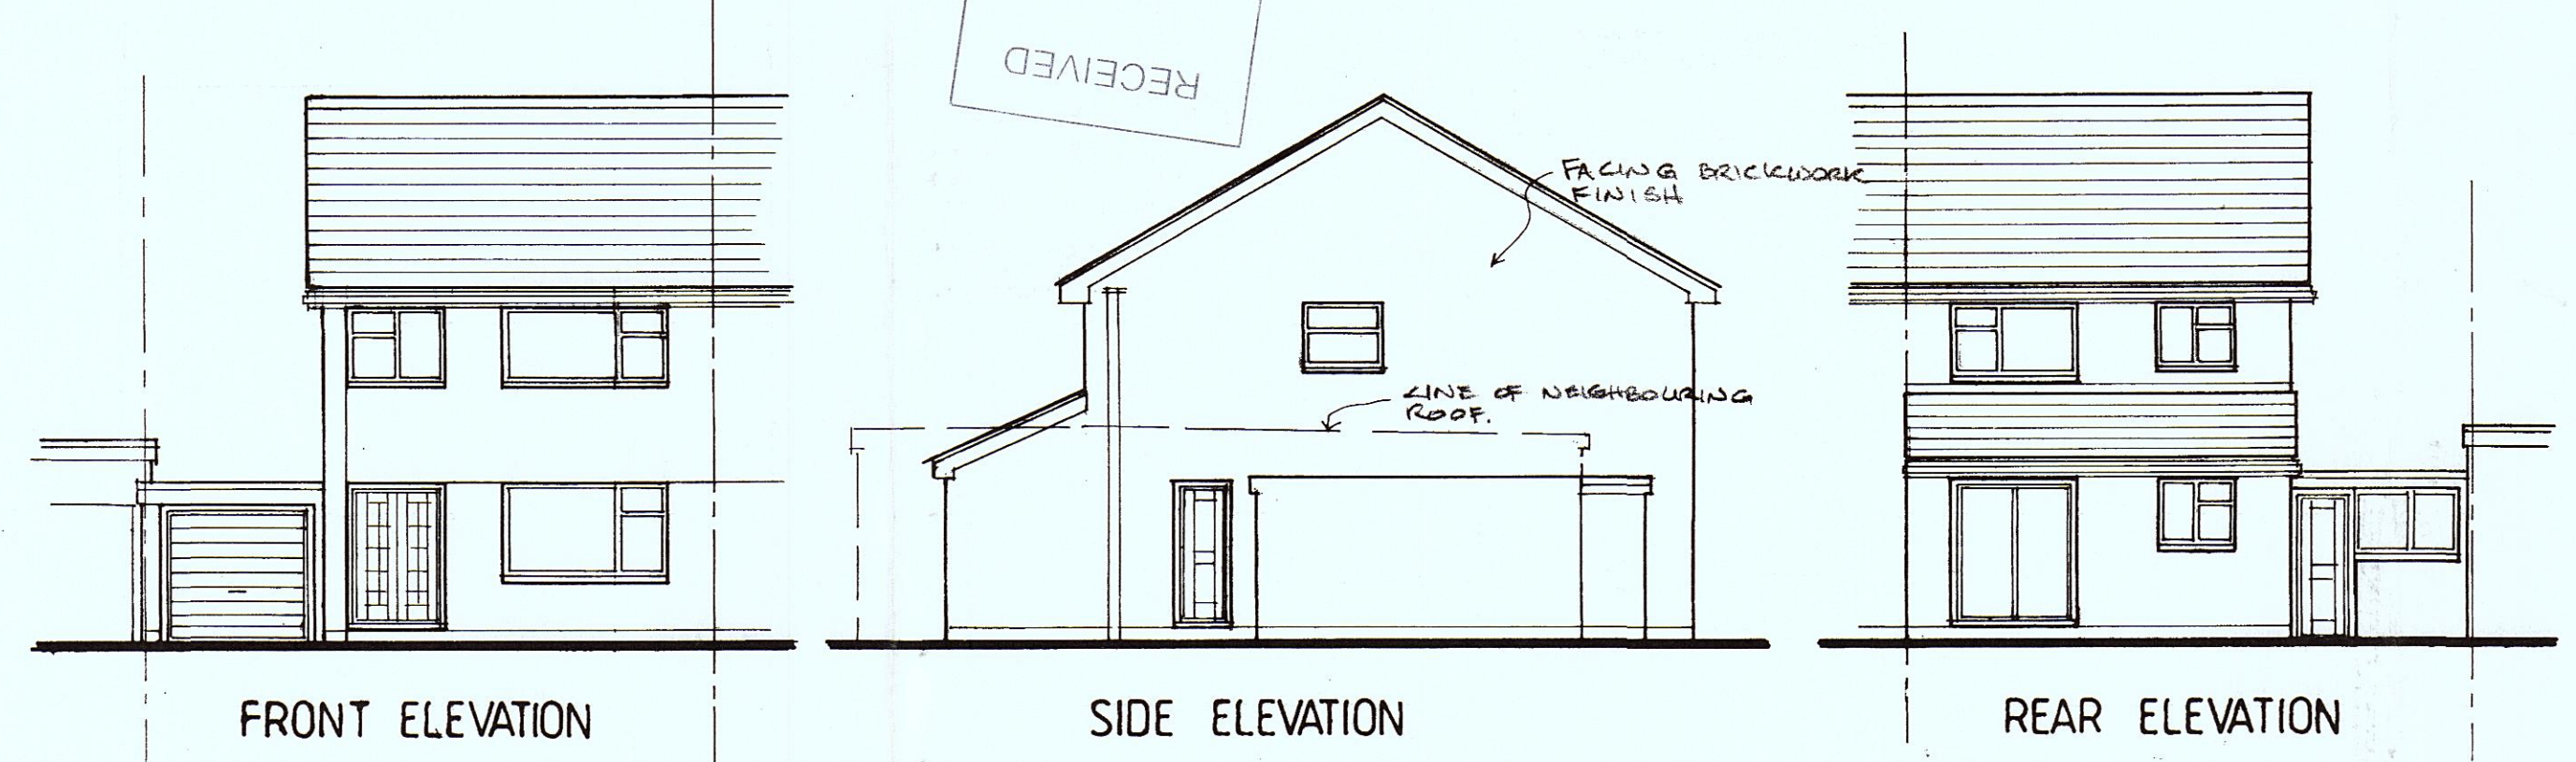 RECEIVED
FACING BRICKWORK
FINISH
LINE OF NEIGHBOURING
ROOF.
FRONT ELEVATION
SIDE ELEVATION
REAR ELEVATION